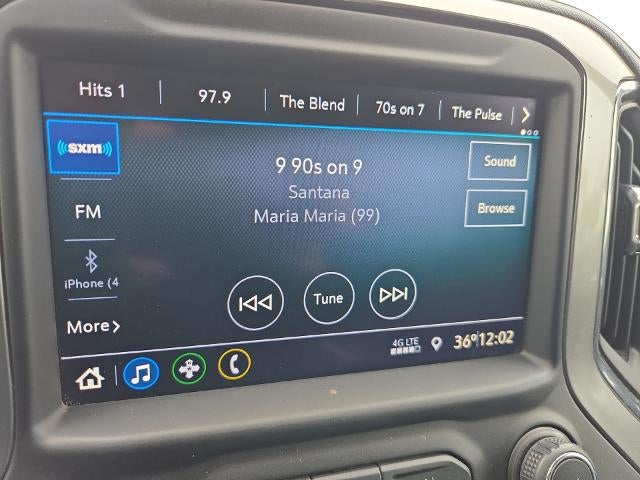 Hits 1
97.9
The Blend
70s on 7
The Pulse
sxm
9 90s on 9
Sound
Santana
FM
Maria Maria (99)
Browse
iPhone (4
Tune
More
4G LTE
36° 12:02